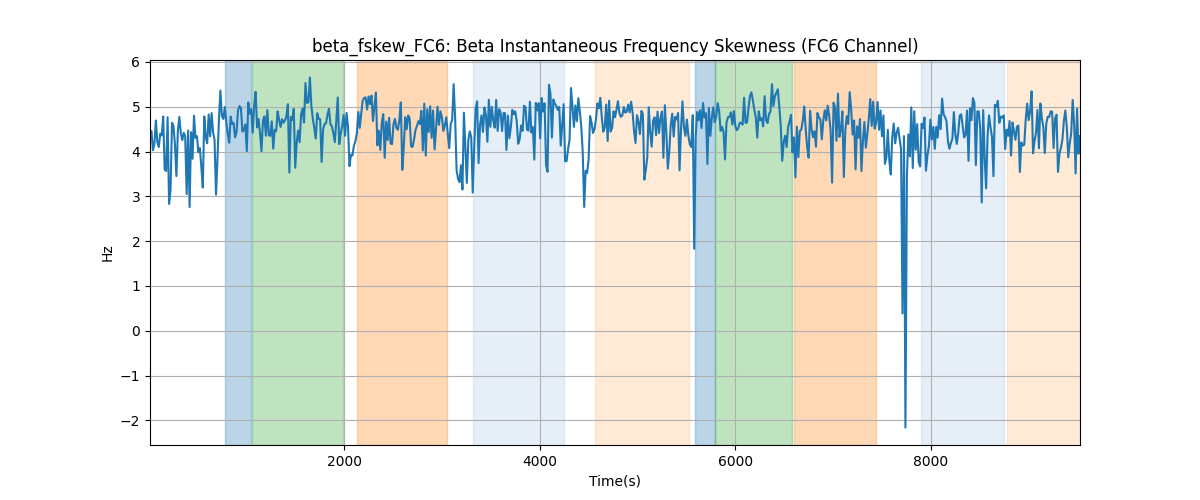 beta_fskew_FC6: Beta Instantaneous Frequency Skewness (FC6 Channel)
6
5
4
3
2
1
0
−1
−2
Hz
2000 4000 6000 8000
Time(s)